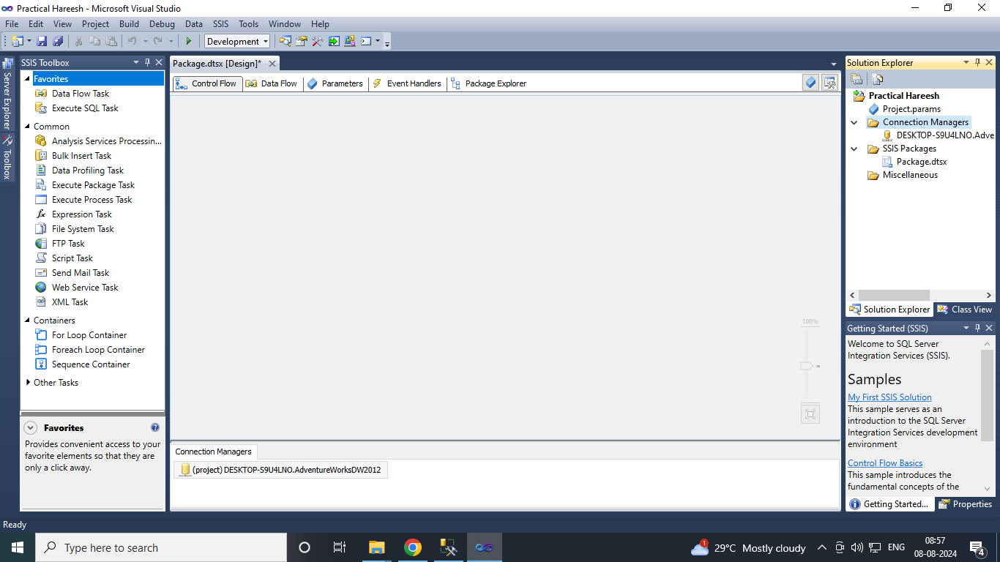 Practical Hareesh - Microsoft Visual Studio
File Edit View Project Build Debug Data SSIS Tools Window Help
Development
Server Explorer
Toolbox
SSIS Toolbox
Favorites
Data Flow Task
Execute SQL Task
Common
Analysis Services Processin...
Bulk Insert Task
Data Profiling Task
Execute Package Task
Execute Process Task
Expression Task
File System Task
FTP Task
Script Task
Send Mail Task
Web Service Task
XML Task
Containers
For Loop Container
Foreach Loop Container
Sequence Container
Other Tasks
Favorites
Provides convenient access to your
favorite elements so that they are
only a click away.
Package.dtsx [Design]*
Control Flow Data Flow Parameters Event Handlers Package Explorer
100%
Connection Managers
(project) DESKTOP-S9U4LNO.AdventureWorksDW2012
Solution Explorer
Practical Hareesh
Project.params
Connection Managers
DESKTOP-S9U4LNO.Adve
SSIS Packages
Package.dtsx
Miscellaneous
Solution Explorer Class View
Getting Started (SSIS)
Welcome to SQL Server
Integration Services (SSIS).
Samples
My First SSIS Solution
This sample serves as an
introduction to the SQL Server
Integration Services development
environment
Control Flow Basics
This sample introduces the
fundamental concepts of the
Getting Started... Properties
Ready
Type here to search
1
29°C Mostly cloudy
ENG
08:57
08-08-2024
4